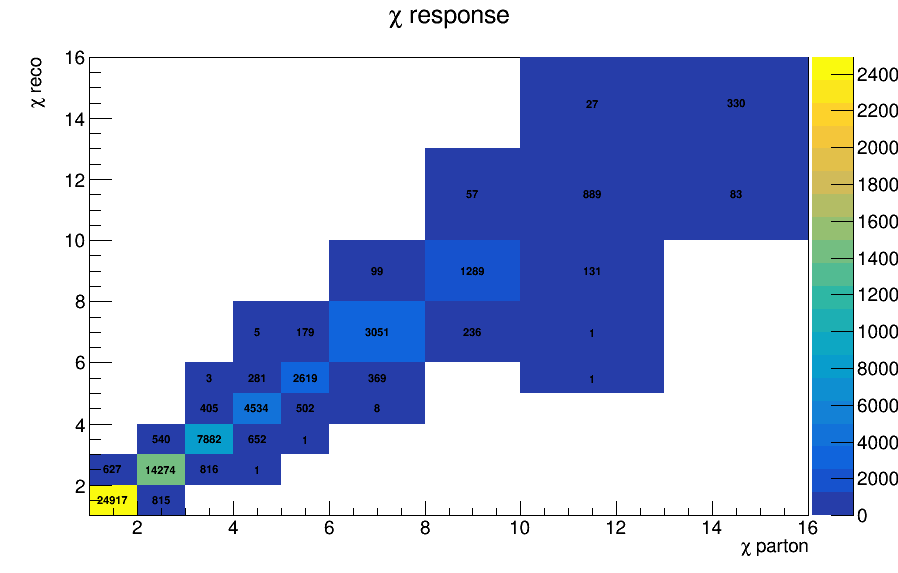 χ response
χ reco
16
14
12
10
8
6
4
2
27 330
57 889 83
99 1289 131
5 179 3051 236 1
3 281 2619 369 1
405 4534 502 8
540 7882 652 1
627 14274 816 1
24917 815
2 4 6 8 10 12 14 16
χ parton
2400
2200
2000
1800
1600
1400
1200
1000
8000
6000
4000
2000
0